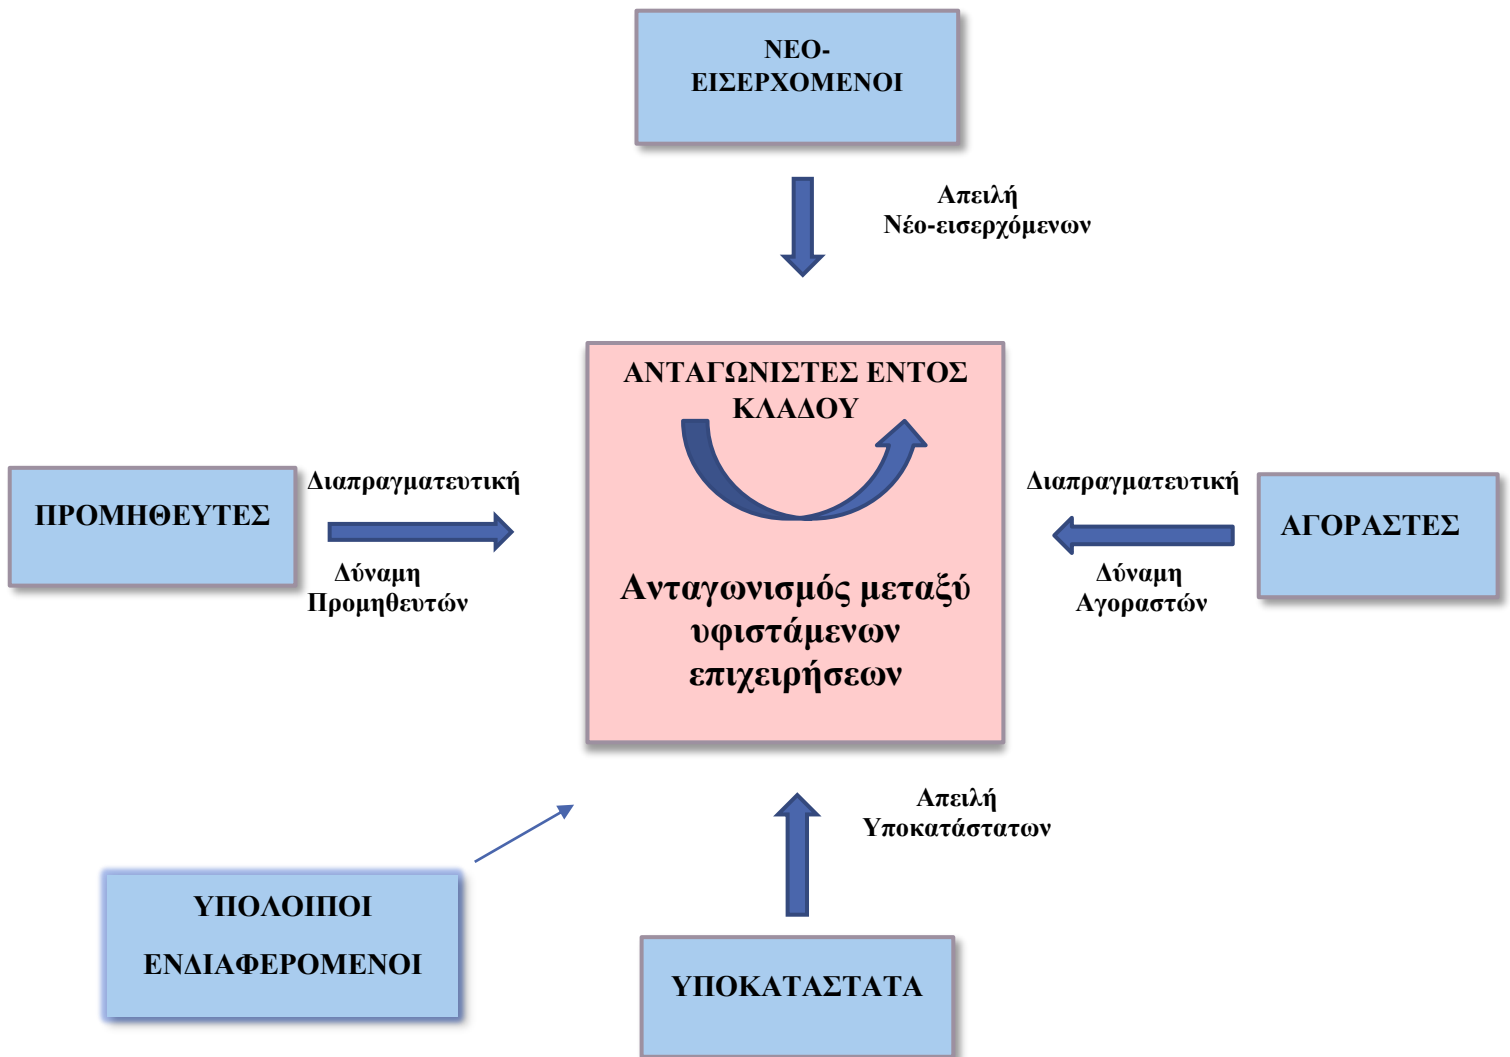 ΝΕΟ-
ΕΙΣΕΡΧΟΜΕΝΟΙ
Απειλή
Νέο-εισερχόμενων
ΑΝΤΑΓΩΝΙΣΤΕΣ ΕΝΤΟΣ
ΚΛΑΔΟΥ
Ανταγωνισμός μεταξύ
υφιστάμενων
επιχειρήσεων
ΠΡΟΜΗΘΕΥΤΕΣ
Διαπραγματευτική
Δύναμη
Προμηθευτών
Διαπραγματευτική
Δύναμη
Αγοραστών
ΑΓΟΡΑΣΤΕΣ
Απειλή
Υποκατάστατων
ΥΠΟΛΟΙΠΟΙ
ΕΝΔΙΑΦΕΡΟΜΕΝΟΙ
ΥΠΟΚΑΤΑΣΤΑΤΑ